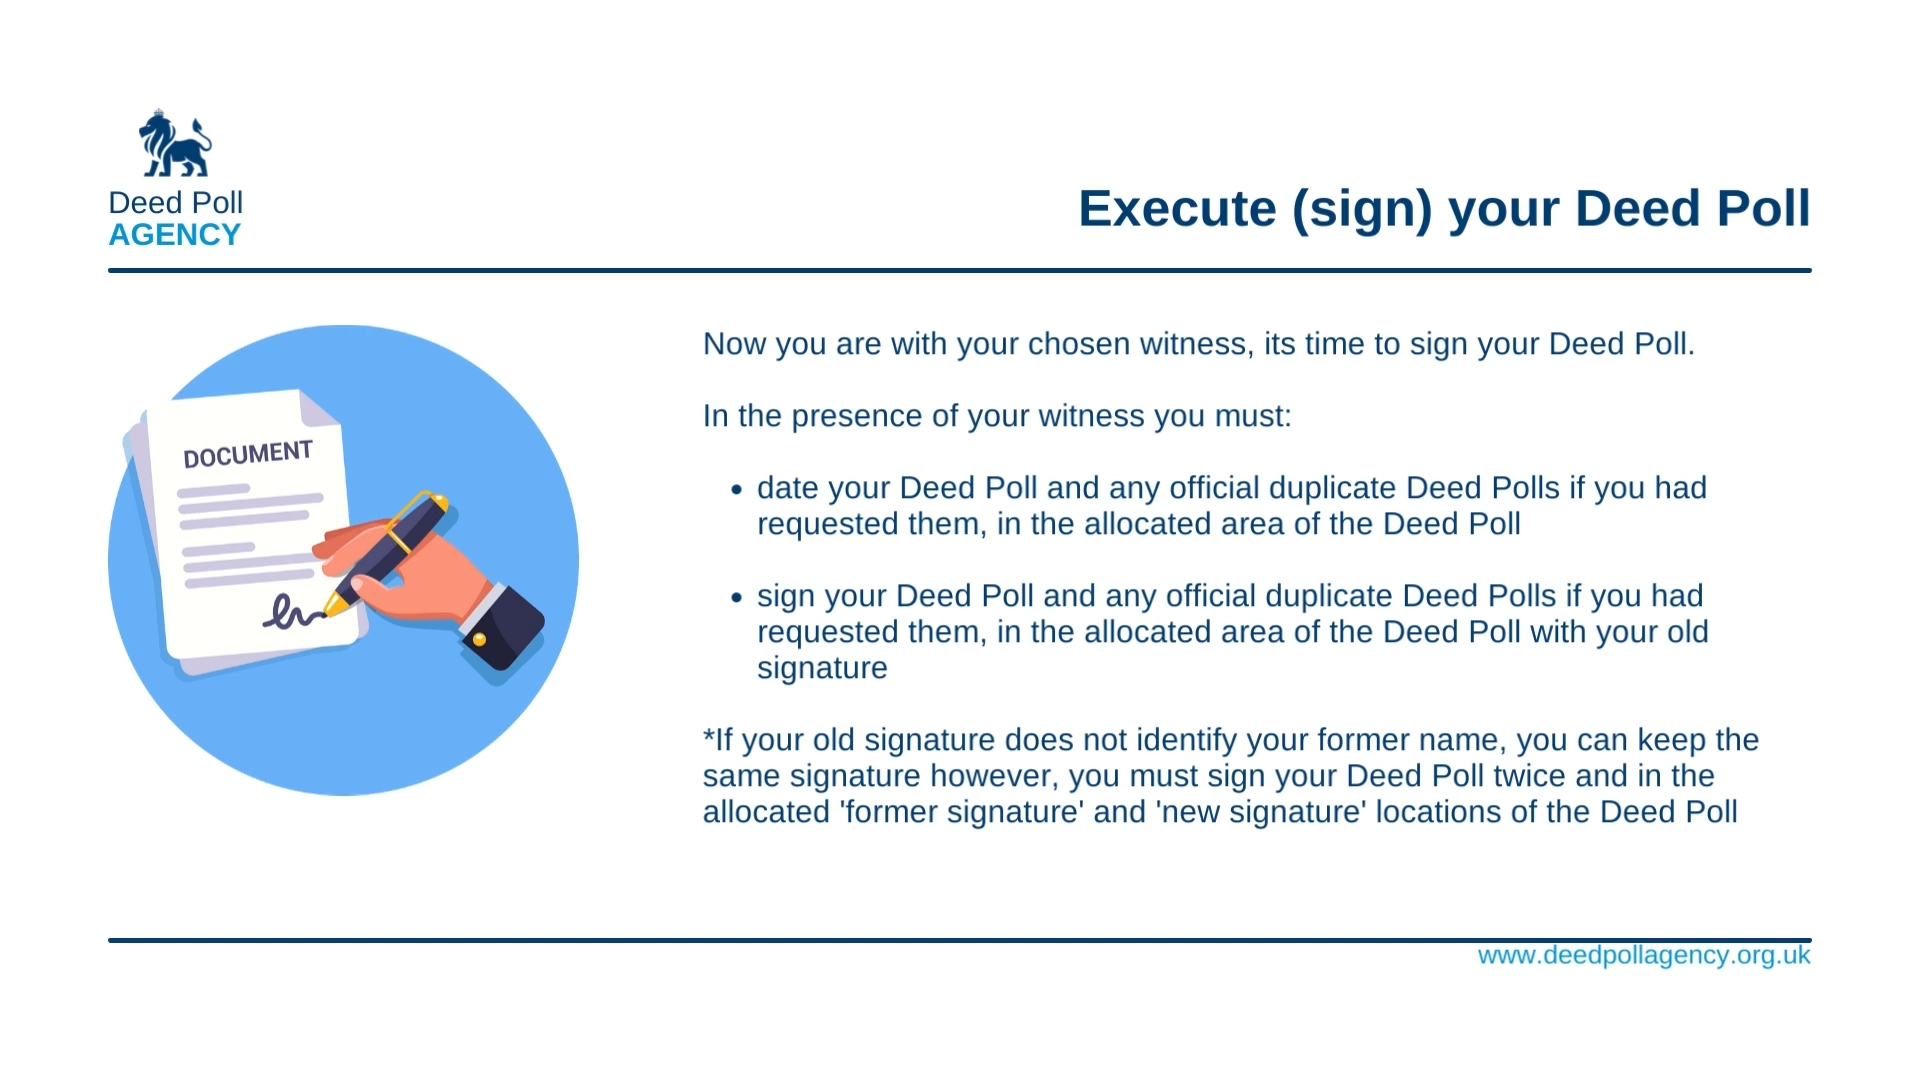 Deed Poll
AGENCY
Execute (sign) your Deed Poll
DOCUMENT
Now you are with your chosen witness, its time to sign your Deed Poll.
In the presence of your witness you must:
• date your Deed Poll and any official duplicate Deed Polls if you had
requested them, in the allocated area of the Deed Poll
• sign your Deed Poll and any official duplicate Deed Polls if you had
requested them, in the allocated area of the Deed Poll with your old
signature
*If your old signature does not identify your former name, you can keep the
same signature however, you must sign your Deed Poll twice and in the
allocated 'former signature' and 'new signature' locations of the Deed Poll
www.deedpollagency.org.uk